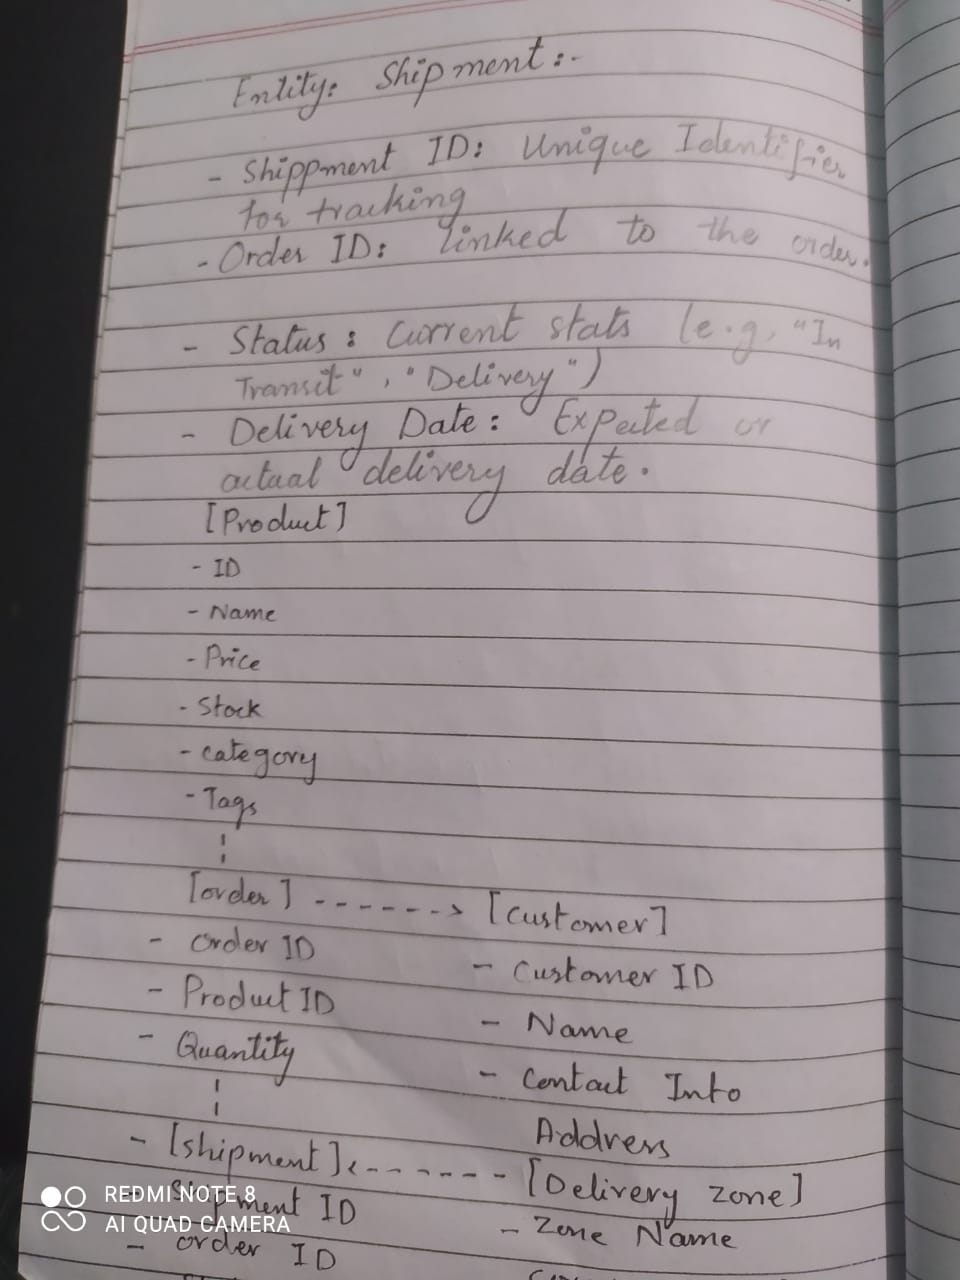 Entity: Shipment :-
- Shippment ID: Unique Identifier
for tracking
- Order ID: linked to the order.
- Status : Current stats (e.g, "In
Transit" , "Delivery")
- Delivery Date : Expected or
actual delivery date.
[Product]
- ID
- Name
- Price
- Stock
- category
- Tags
[order] ------> [customer]
- order ID
- Customer ID
- Product ID
- Name
- Quantity
- Contact Info
Address
- [shipment] <------ [Delivery zone]
Shipment ID
- Zone Name
- order ID
REDMI NOTE 8
AI QUAD CAMERA